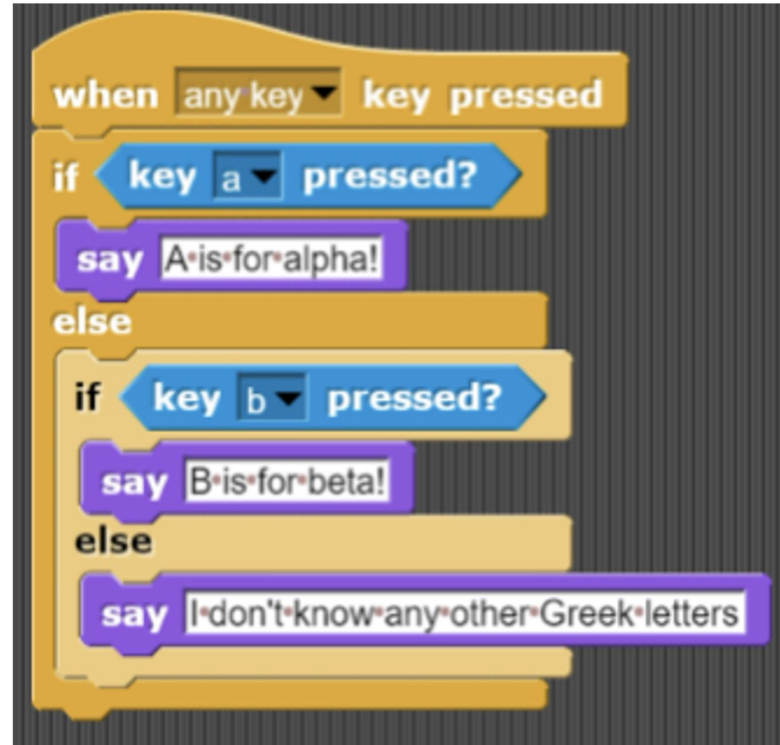 when any key key pressed
if key a pressed?
say A is for alpha!
else
if key b pressed?
say B is for beta!
else
say I don't know any other Greek letters